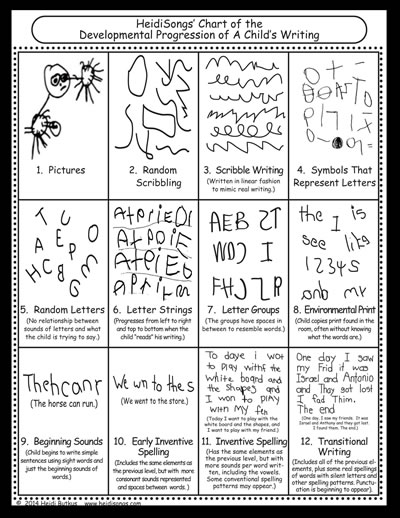 HeidiSongs' Chart of the
Developmental Progression of A Child's Writing
1. Pictures
2. Random
Scribbling
3. Scribble Writing
(Written in linear fashion
to mimic real writing.)
4. Symbols That
Represent Letters
T U
A E P O
H C B G
5. Random Letters
(No relationship between
sounds of letters and what
the child is trying to say.)
6. Letter Strings
(Progresses from left to right
and top to bottom when the
child "reads" his writing.)
AEB
7. Letter Groups
(The groups have spaces in
between to resemble words.)
the I is
see like
12345
my
8. Environmental Print
(Child copies print found in the
room, often without knowing
what the words are.)
Thehcanr
(The horse can run.)
9. Beginning Sounds
(Child begins to write simple
sentences using sight words and
just the beginning sounds of
words.)
We wn to the s
(We went to the store.)
10. Early Inventive
Spelling
(Includes the same elements as
the previous level, but with
more consonant sounds
represented and spaces between
words. )
To daye i wot
to play withf the
white board and
the shapes and
I won to play
with My fth
(Today I want to play with the
white board and the shapes, and I
want to play with my friend.)
11. Inventive Spelling
(Has the same elements as
the previous level, but with
more sounds per word writ-
ten, including the vowels.
Some conventional spelling
patterns may appear.)
One day I saw
my Frid it was
Israel and Antonio
and They got lost
I fad Thim.
The end
(One day, I saw my friends. It was
Israel and Anthony and they got lost.
I found them. The end.)
12. Transitional
Writing
(Includes all of the previous el-
ements, plus some real spellings
of words with silent letters and
other spelling patterns. Punctu-
ation is beginning to appear).
© 2014 Heidi Butkus www.heidisongs.com